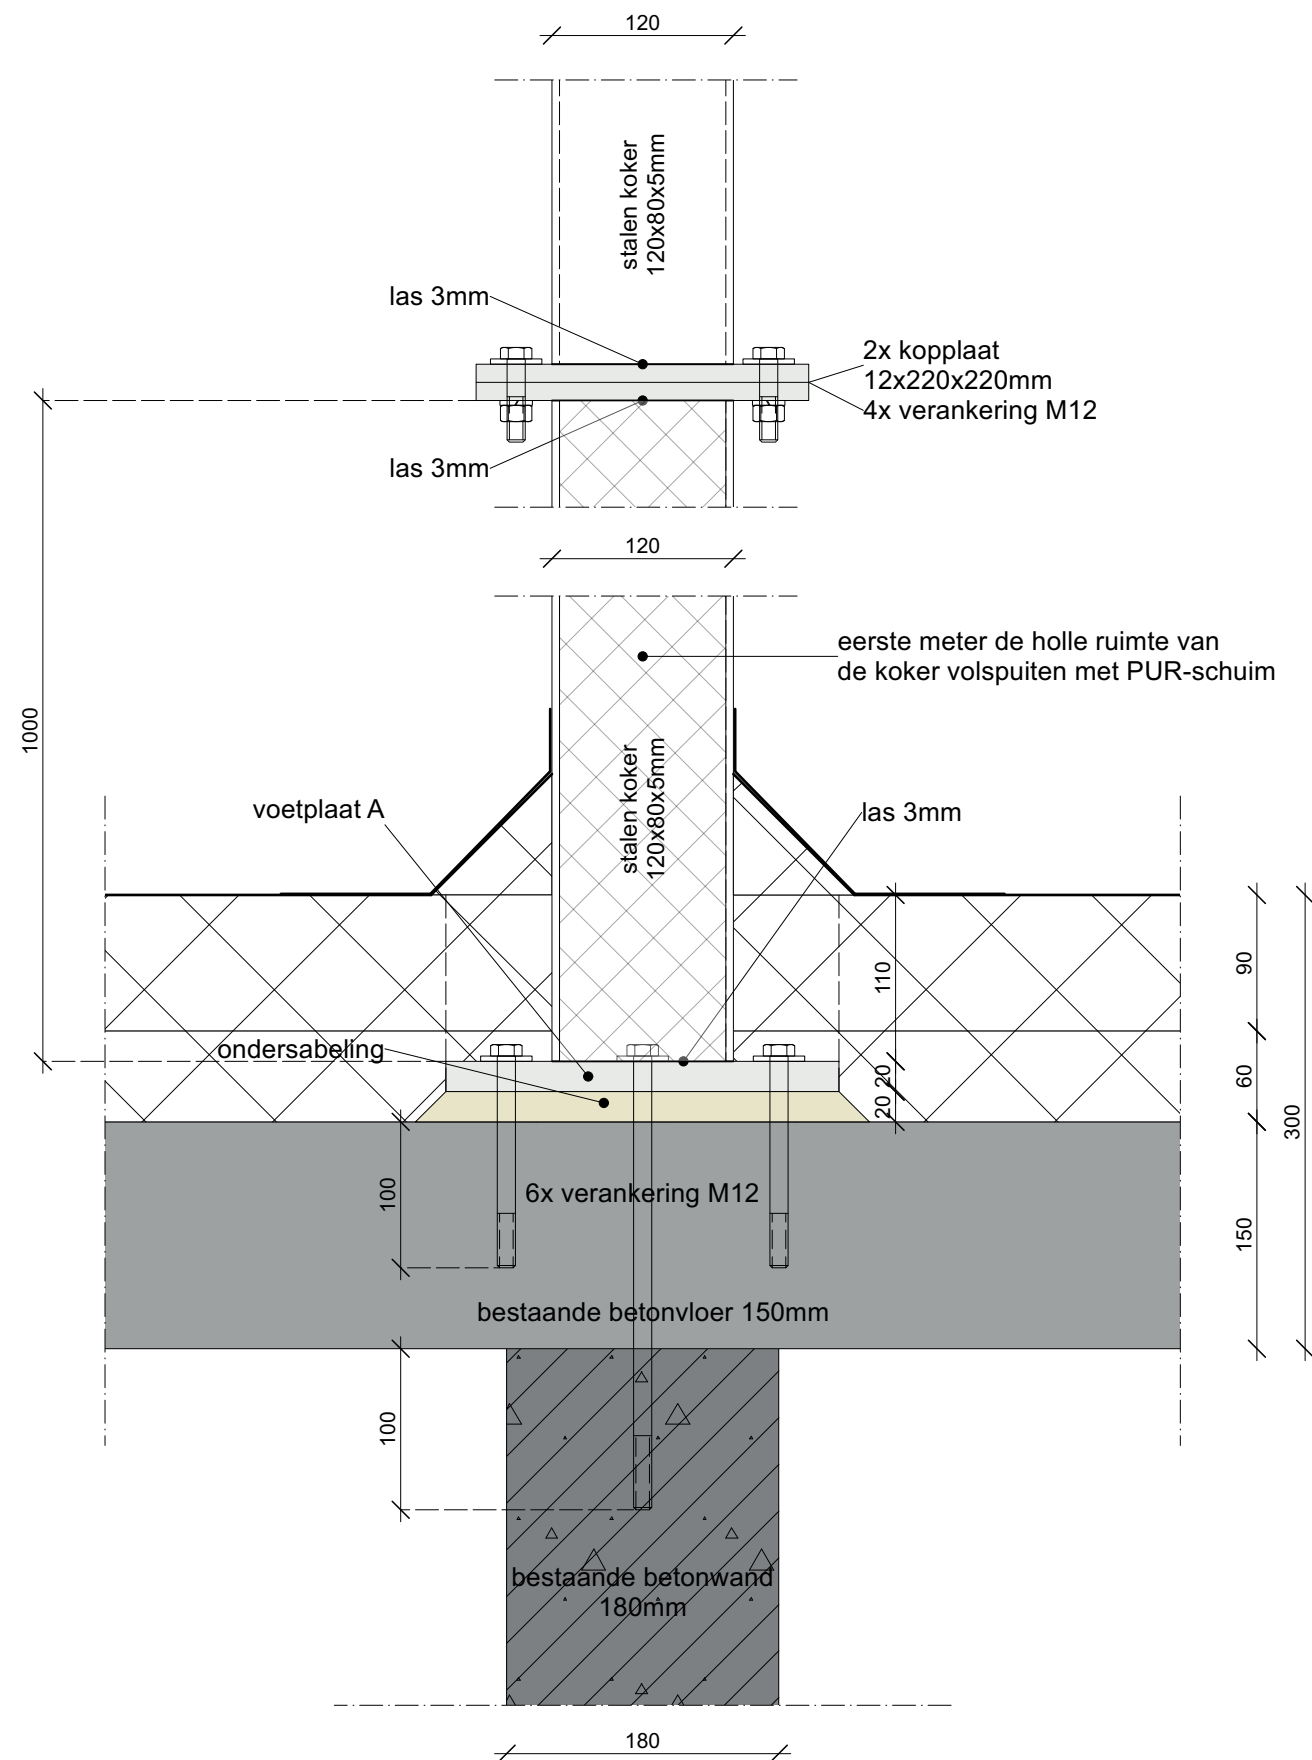 120
stalen koker
120x80x5mm
las 3mm
2x kopplaat
12x220x220mm
4x verankering M12
las 3mm
120
eerste meter de holle ruimte van
de koker volspuiten met PUR-schuim
1000
stalen koker
120x80x5mm
voetplaat A
las 3mm
110
90
ondersabeling
20
20
60
300
100
6x verankering M12
150
bestaande betonvloer 150mm
100
bestaande betonwand
180mm
180